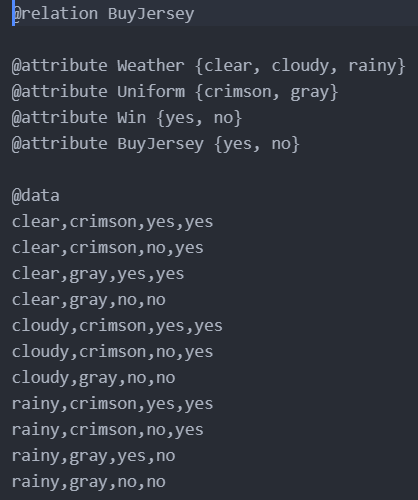 @relation BuyJersey
@attribute Weather {clear, cloudy, rainy}
@attribute Uniform {crimson, gray}
@attribute Win {yes, no}
@attribute BuyJersey {yes, no}
@data
clear,crimson,yes,yes
clear,crimson,no,yes
clear,gray,yes,yes
clear,gray,no,no
cloudy,crimson,yes,yes
cloudy,crimson,no,yes
cloudy,gray,no,no
rainy,crimson,yes,yes
rainy,crimson,no,yes
rainy,gray,yes,no
rainy,gray,no,no